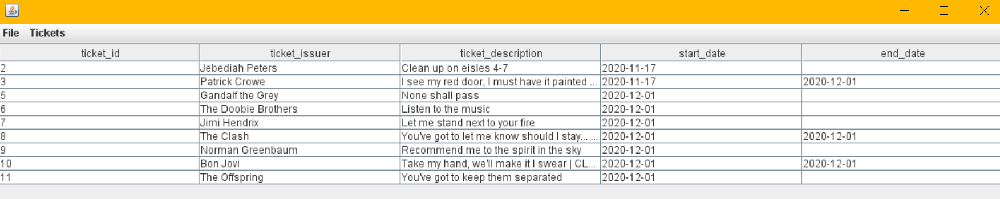 File Tickets
ticket_id ticket_issuer ticket_description start_date end_date
2 Jebediah Peters Clean up on eisles 4-7 2020-11-17
3 Patrick Crowe I see my red door, I must have it painted ... 2020-11-17 2020-12-01
5 Gandalf the Grey None shall pass 2020-12-01
6 The Doobie Brothers Listen to the music 2020-12-01
7 Jimi Hendrix Let me stand next to your fire 2020-12-01
8 The Clash You've got to let me know should I stay... ... 2020-12-01 2020-12-01
9 Norman Greenbaum Recommend me to the spirit in the sky 2020-12-01
10 Bon Jovi Take my hand, we'll make it I swear | CL... 2020-12-01 2020-12-01
11 The Offspring You've got to keep them separated 2020-12-01